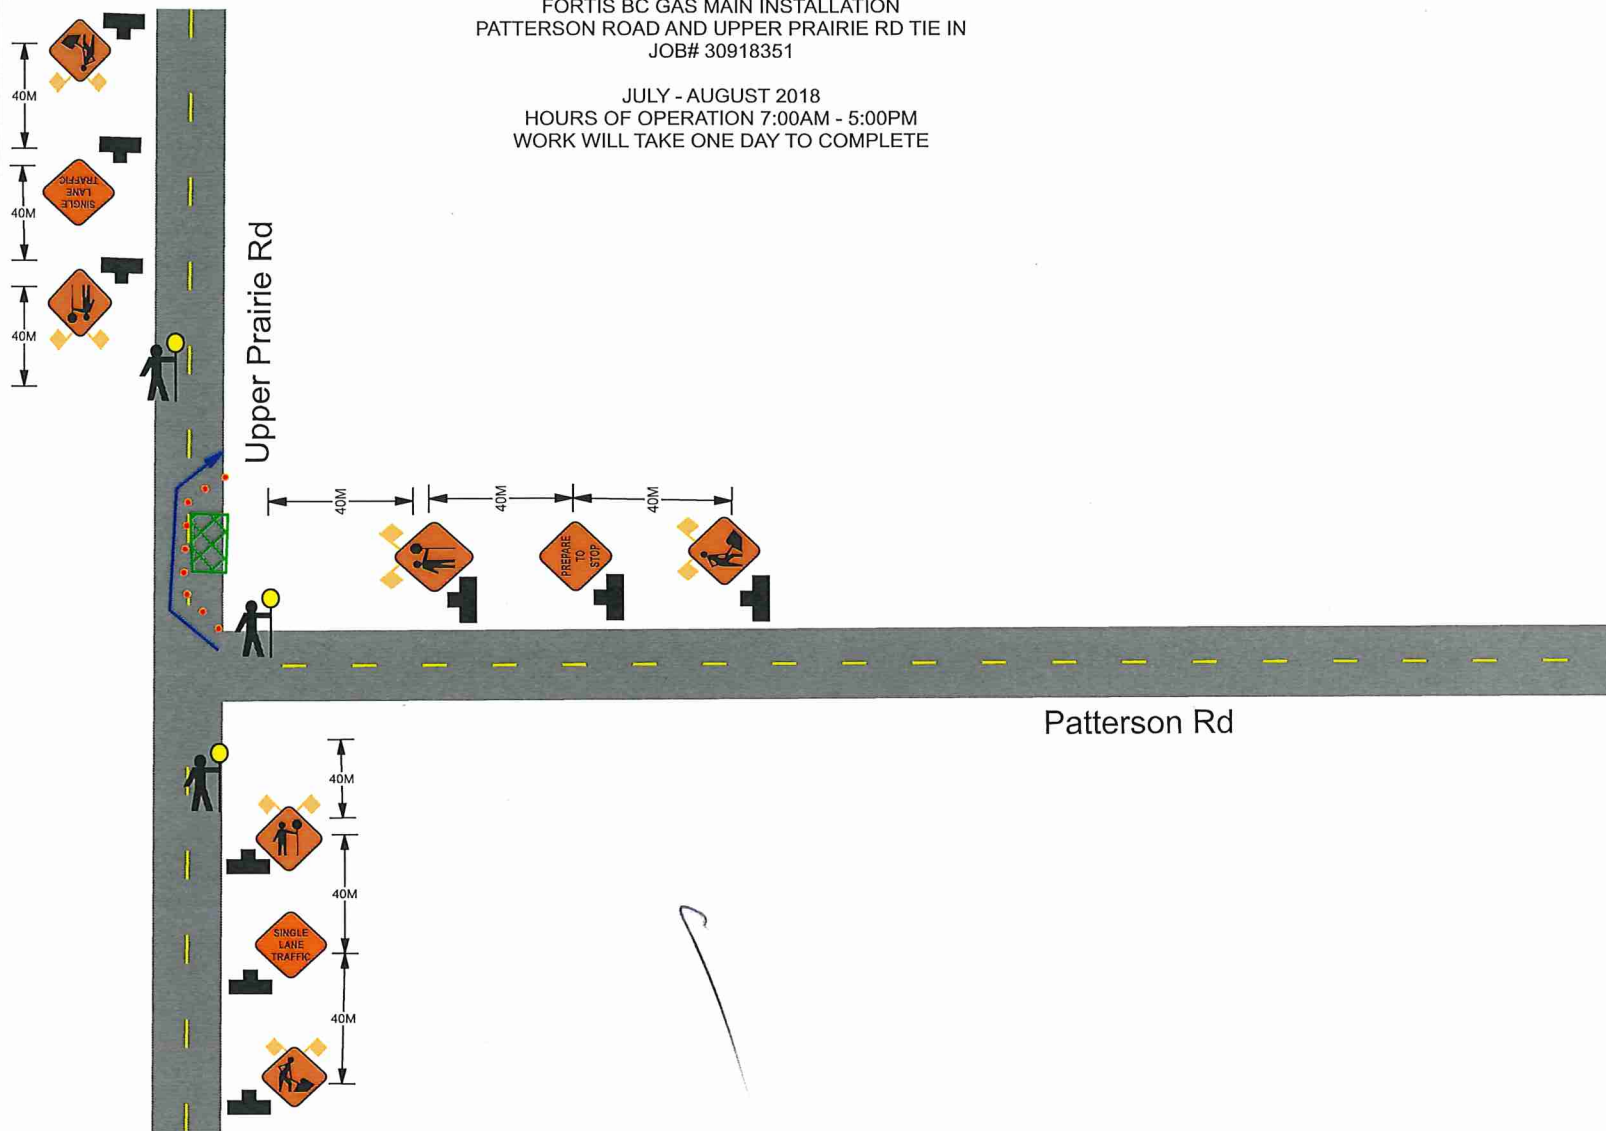 FORTIS BC GAS MAIN INSTALLATION
PATTERSON ROAD AND UPPER PRAIRIE RD TIE IN
JOB# 30918351
JULY - AUGUST 2018
HOURS OF OPERATION 7:00AM - 5:00PM
WORK WILL TAKE ONE DAY TO COMPLETE
40M
SINGLE
LANE
TRAFFIC
40M
40M
Upper Prairie Rd
40M
40M
40M
PREPARE
TO
STOP
Patterson Rd
40M
40M
SINGLE
LANE
TRAFFIC
40M